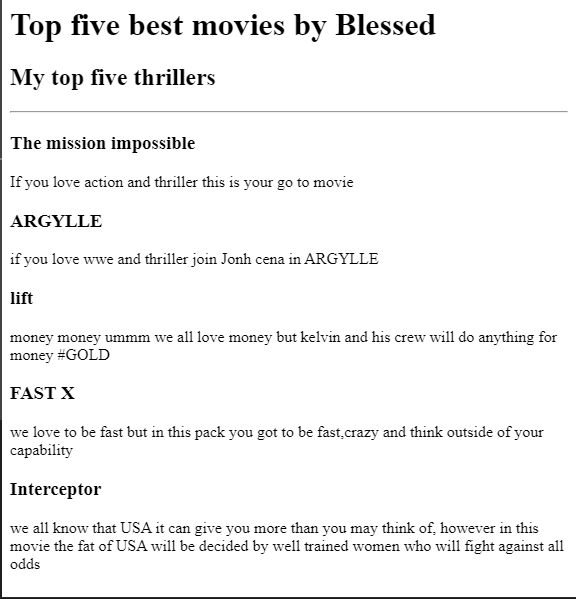 Top five best movies by Blessed
My top five thrillers
The mission impossible
If you love action and thriller this is your go to movie
ARGYLLE
if you love wwe and thriller join Jonh cena in ARGYLLE
lift
money money ummm we all love money but kelvin and his crew will do anything for
money #GOLD
FAST X
we love to be fast but in this pack you got to be fast,crazy and think outside of your
capability
Interceptor
we all know that USA it can give you more than you may think of, however in this
movie the fat of USA will be decided by well trained women who will fight against all
odds